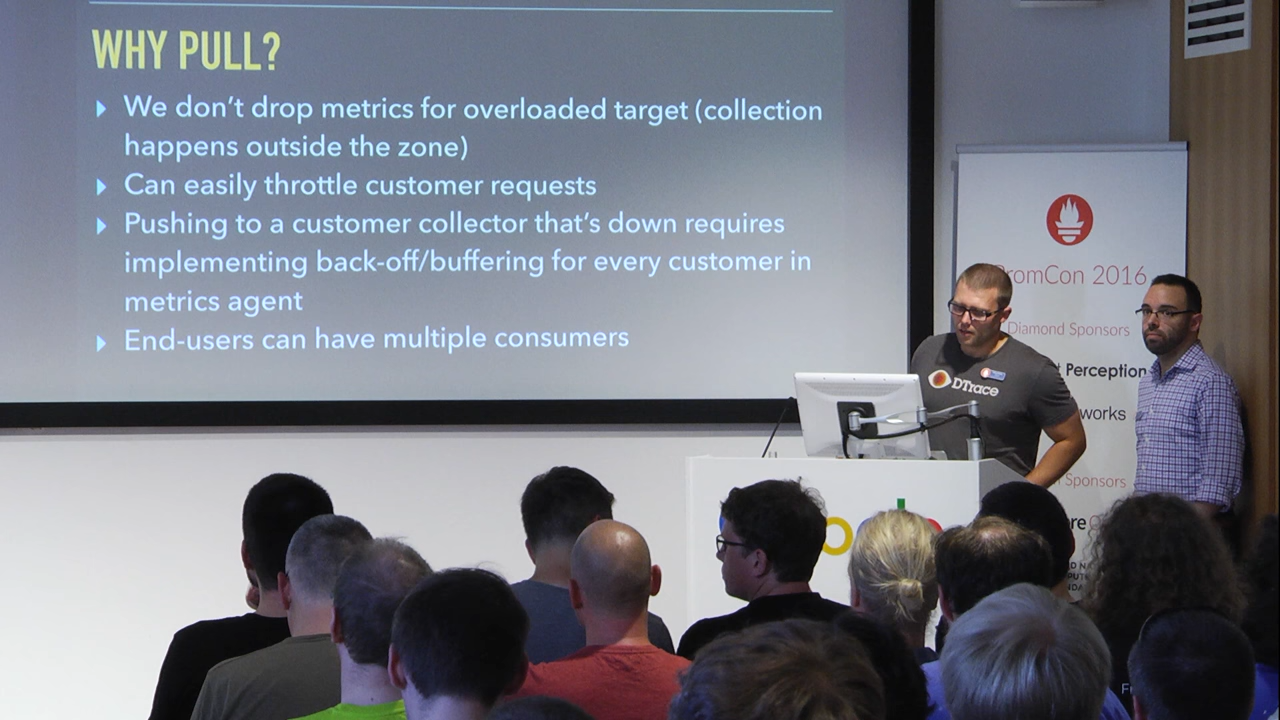 WHY PULL?
We don't drop metrics for overloaded target (collection
happens outside the zone)
Can easily throttle customer requests
Pushing to a customer collector that's down requires
implementing back-off/buffering for every customer in
metrics agent
End-users can have multiple consumers
PromCon 2016
Diamond Sponsors
Perception
works
DTrace
Sponsors